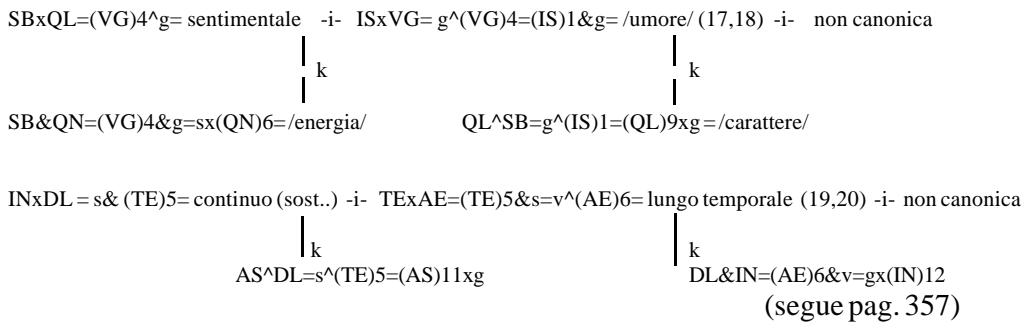 SBxQL=(VG)4^g= sentimentale -i- ISxVG= g^(VG)4=(IS)1&g= /umore/ (17,18) -i- non canonica
k k
SB&QN=(VG)4&g=sx(QN)6=/energia/ QL^SB=g^(IS)1=(QL)9xg =/carattere/
INxDL = s& (TE)5= continuo (sost..) -i- TExAE=(TE)5&s=v^(AE)6= lungo temporale (19,20) -i- non canonica
k k
AS^DL=s^(TE)5=(AS)11xg DL&IN=(AE)6&v=gx(IN)12
(segue pag. 357)